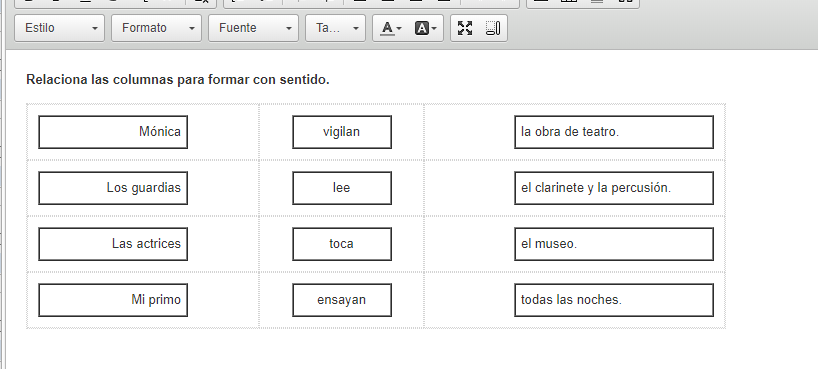 Estilo Formato Fuente Ta... A A
Relaciona las columnas para formar con sentido.
Mónica vigilan la obra de teatro.
Los guardias lee el clarinete y la percusión.
Las actrices toca el museo.
Mi primo ensayan todas las noches.